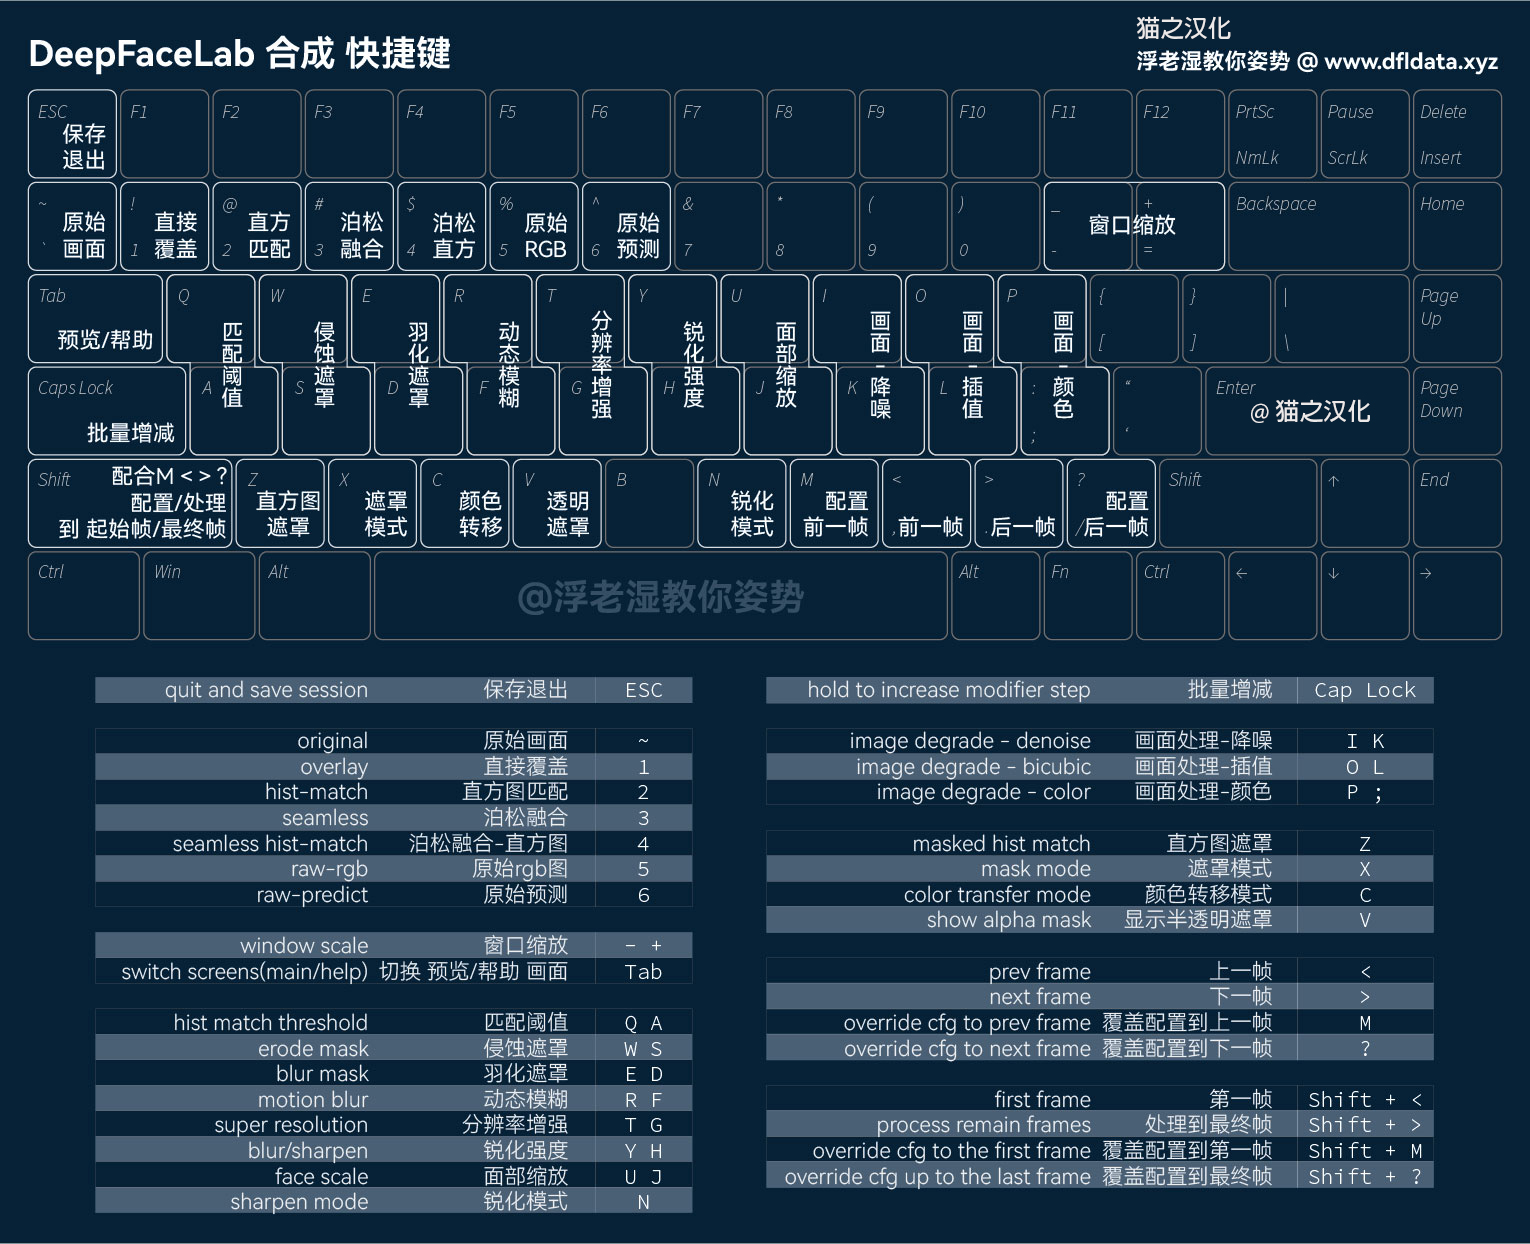 DeepFaceLab 合成 快捷键
猫之汉化
浮老湿教你姿势 @ www.dfldata.xyz
ESC
保存
退出
F1
F2
F3
F4
F5
F6
F7
F8
F9
F10
F11
F12
PrtSc
NmLk
Pause
ScrLk
Delete
Insert
~
`
原始
画面
!
1
直接
覆盖
@
2
直方
匹配
#
3
泊松
融合
$
4
泊松
直方
%
5
原始
RGB
^
6
原始
预测
&
7
*
8
(
9
)
0
_
-
窗口缩放
+
=
Backspace
Home
Tab
预览/帮助
Q
W
E
R
T
Y
U
I
O
P
{
[
}
]
|
\
Page
Up
匹配阈值
侵蚀遮罩
羽化遮罩
动态模糊
分辨率增强
锐化强度
面部缩放
画面-降噪
画面-插值
画面-颜色
Caps Lock
批量增减
A
S
D
F
G
H
J
K
L
:
;
“
‘
Enter
@ 猫之汉化
Page
Down
Shift
配合M < > ?
配置/处理
到 起始帧/最终帧
Z
直方图
遮罩
X
遮罩
模式
C
颜色
转移
V
透明
遮罩
B
N
锐化
模式
M
配置
前一帧
<
,前一帧
>
.后一帧
?
配置
/后一帧
Shift
↑
End
Ctrl
Win
Alt
@浮老湿教你姿势
Alt
Fn
Ctrl
←
↓
→
quit and save session 保存退出 ESC
original 原始画面 ~
overlay 直接覆盖 1
hist-match 直方图匹配 2
seamless 泊松融合 3
seamless hist-match 泊松融合-直方图 4
raw-rgb 原始rgb图 5
raw-predict 原始预测 6
window scale 窗口缩放 - +
switch screens(main/help) 切换 预览/帮助 画面 Tab
hist match threshold 匹配阈值 Q A
erode mask 侵蚀遮罩 W S
blur mask 羽化遮罩 E D
motion blur 动态模糊 R F
super resolution 分辨率增强 T G
blur/sharpen 锐化强度 Y H
face scale 面部缩放 U J
sharpen mode 锐化模式 N
hold to increase modifier step 批量增减 Cap Lock
image degrade - denoise 画面处理-降噪 I K
image degrade - bicubic 画面处理-插值 O L
image degrade - color 画面处理-颜色 P ;
masked hist match 直方图遮罩 Z
mask mode 遮罩模式 X
color transfer mode 颜色转移模式 C
show alpha mask 显示半透明遮罩 V
prev frame 上一帧 <
next frame 下一帧 >
override cfg to prev frame 覆盖配置到上一帧 M
override cfg to next frame 覆盖配置到下一帧 ?
first frame 第一帧 Shift + <
process remain frames 处理到最终帧 Shift + >
override cfg to the first frame 覆盖配置到第一帧 Shift + M
override cfg up to the last frame 覆盖配置到最终帧 Shift + ?